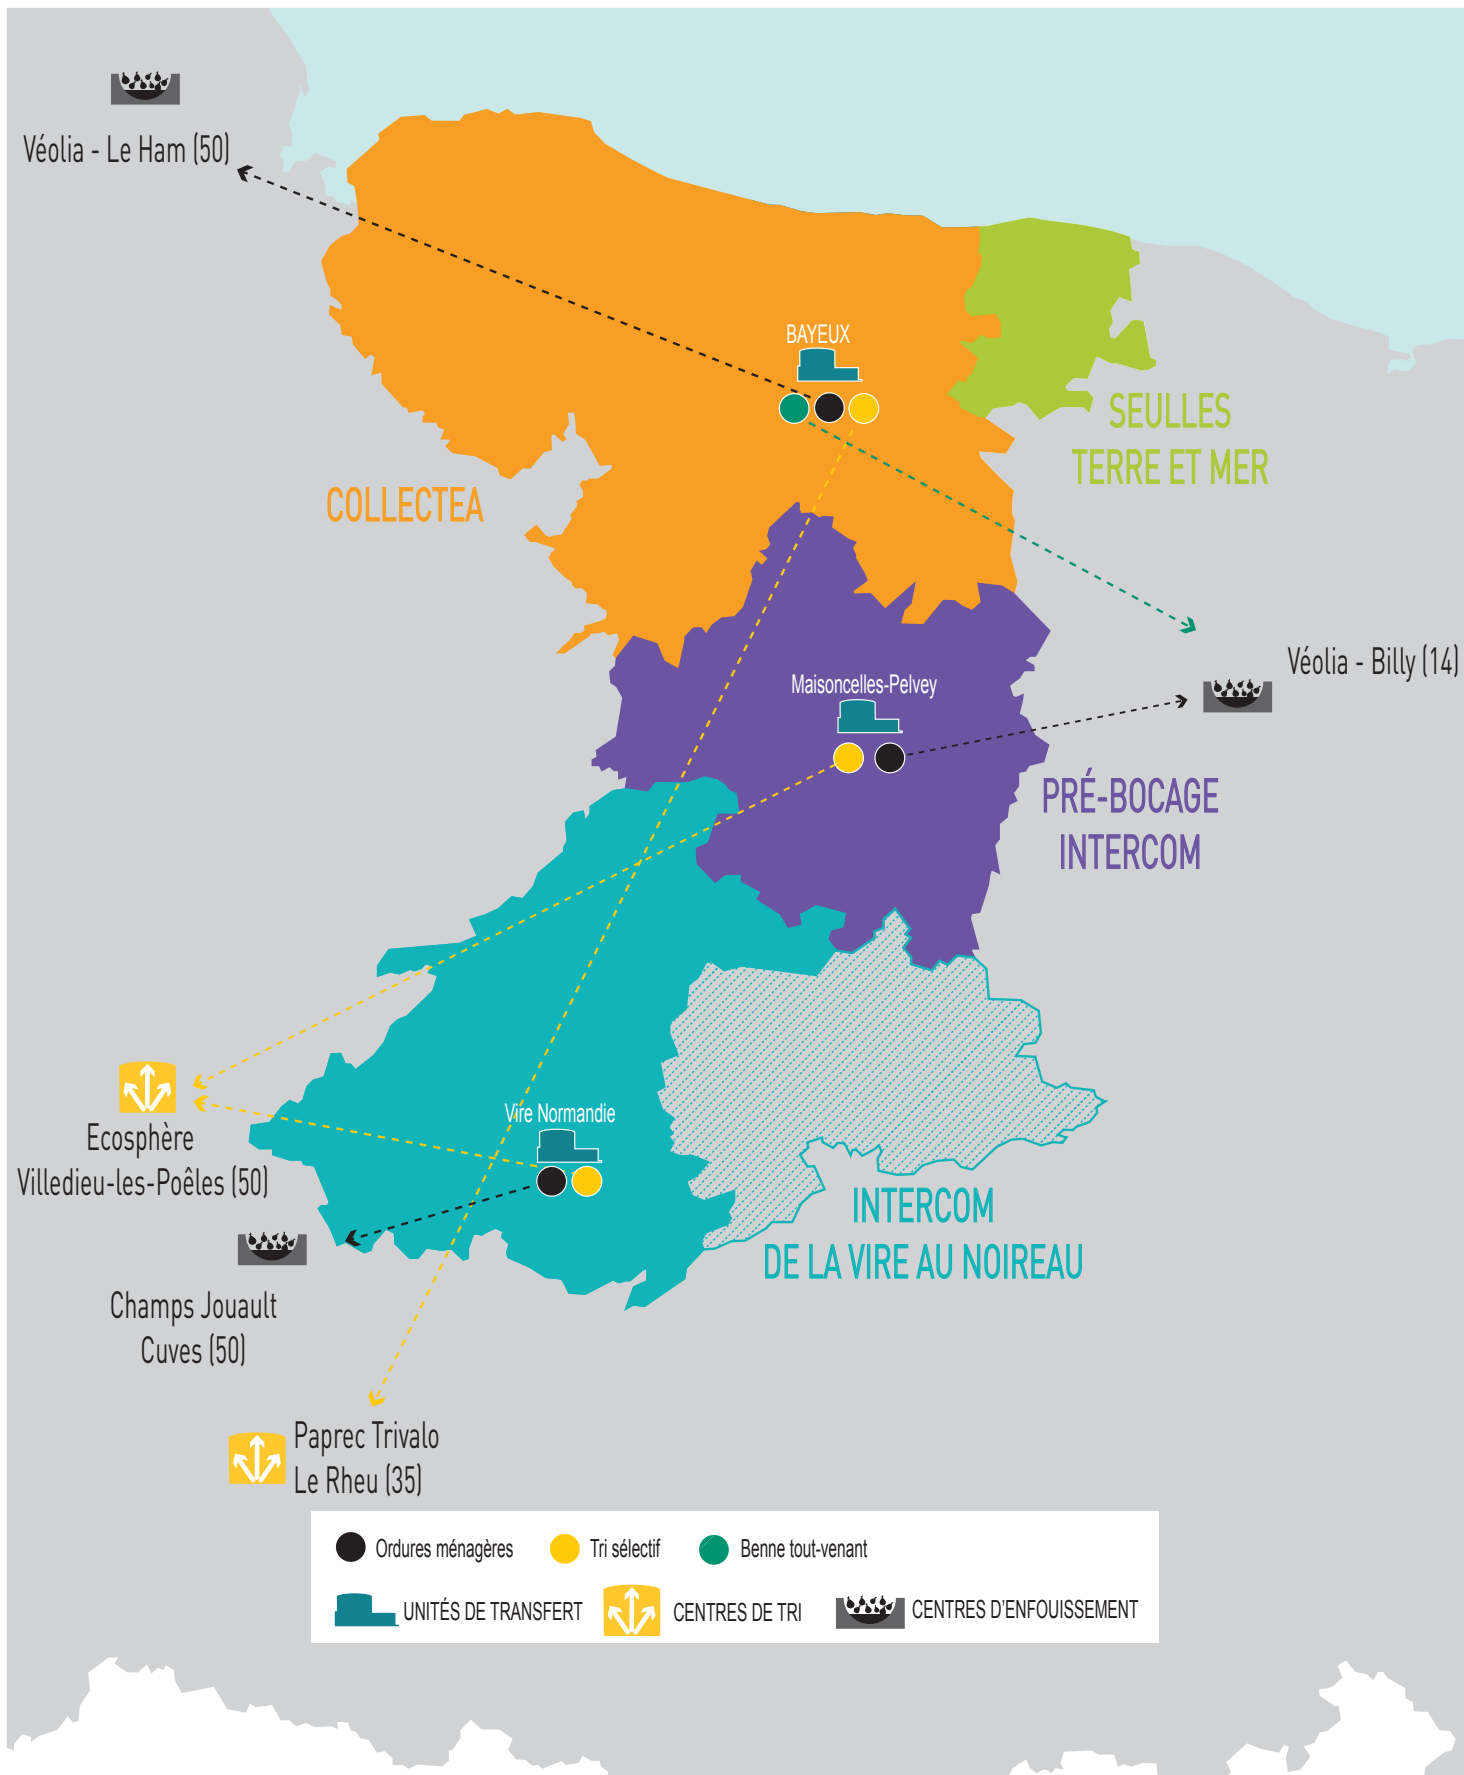 Véolia - Le Ham (50)
BAYEUX
SEULLES
TERRE ET MER
COLLECTEA
Véolia - Billy (14)
Maisoncelles-Pelvey
PRÉ-BOCAGE
INTERCOM
Ecosphère
Villedieu-les-Poêles (50)
Vire Normandie
INTERCOM
DE LA VIRE AU NOIREAU
Champs Jouault
Cuves (50)
Paprec Trivalo
Le Rheu (35)
Ordures ménagères
Tri sélectif
Benne tout-venant
UNITÉS DE TRANSFERT
CENTRES DE TRI
CENTRES D'ENFOUISSEMENT